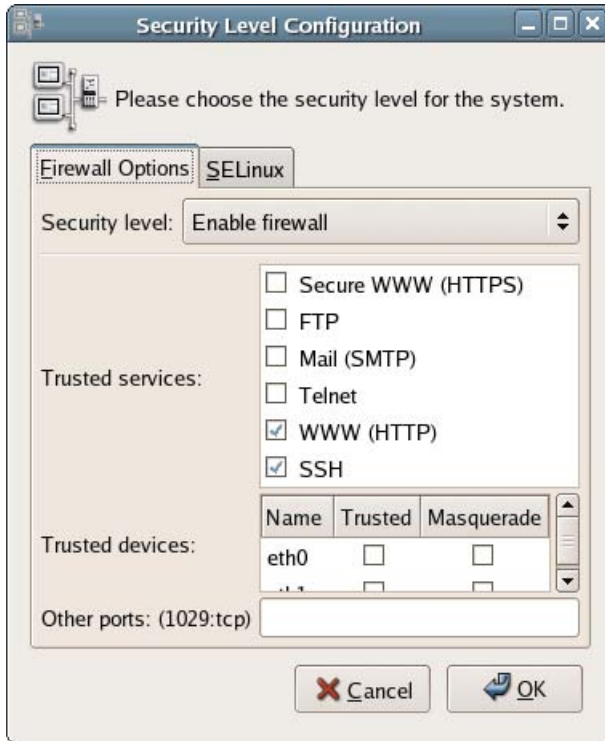 Security Level Configuration
Please choose the security level for the system.
Firewall Options SELinux
Security level: Enable firewall
Trusted services:
Secure WWW (HTTPS)
FTP
Mail (SMTP)
Telnet
WWW (HTTP)
SSH
Trusted devices:
Name Trusted Masquerade
eth0
Other ports: (1029:tcp)
Cancel OK